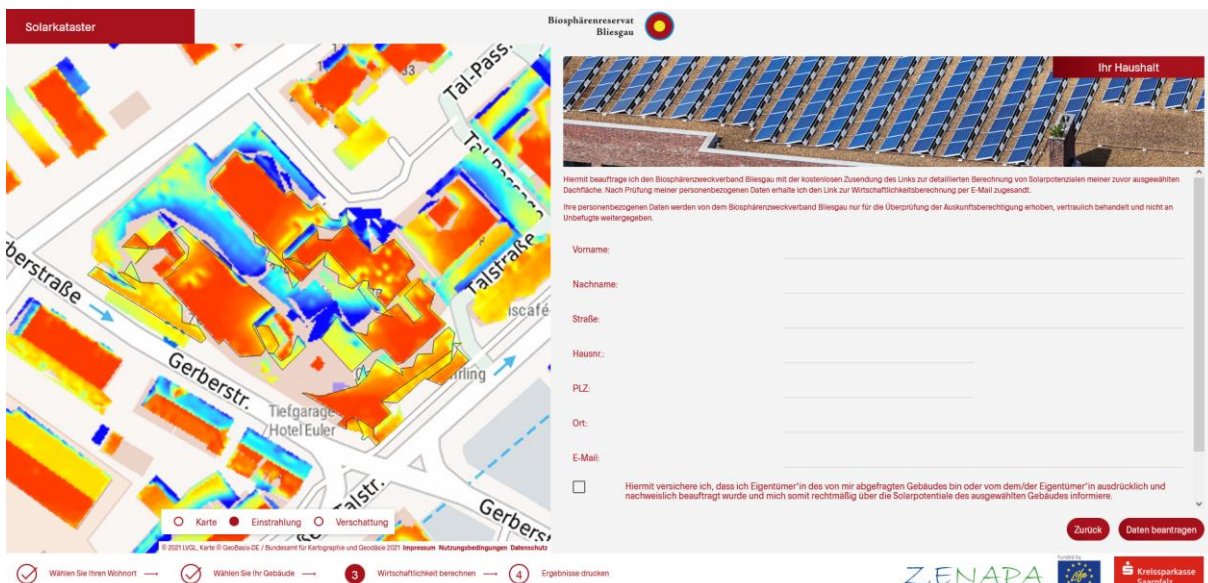 Solarkataster
Biosphärenreservat
Bliesgau
Ihr Haushalt
Tal-Pass.
Talstraße
Gerberstr.
Tiefgarage
/Hotel Euler
Talstr.
Karte
Einstrahlung
Verschattung
© 2021 LVGL, Karte © GeoBasis-DE / Bundesamt für Kartographie und Geodäsie 2021 Impressum Nutzungsbedingungen Datenschutz
Hiermit beauftrage ich den Biosphärenzweckverband Bliesgau mit der kostenlosen Zusendung des Links zur detaillierten Berechnung von Solarpotenzialen meiner zuvor ausgewählten
Dachfläche. Nach Prüfung meiner personenbezogenen Daten erhalte ich den Link zur Wirtschaftlichkeitsberechnung per E-Mail zugesandt.
Ihre personenbezogenen Daten werden von dem Biosphärenzweckverband Bliesgau nur für die Überprüfung der Auskunftsberechtigung erhoben, vertraulich behandelt und nicht an
Unbefugte weitergegeben.
Vorname:
Nachname:
Straße:
Hausnr.:
PLZ:
Ort:
E-Mail:
Hiermit versichere ich, dass ich Eigentümer*in des von mir abgefragten Gebäudes bin oder vom dem/der Eigentümer*in ausdrücklich und
nachweislich beauftragt wurde und mich somit rechtmäßig über die Solarpotentiale des ausgewählten Gebäudes informiere.
Zurück
Daten beantragen
Wählen Sie Ihren Wohnort
Wählen Sie Ihr Gebäude
3
Wirtschaftlichkeit berechnen
4
Ergebnisse drucken
Funded by
ZENAPA
Kreissparkasse
Saarpfalz